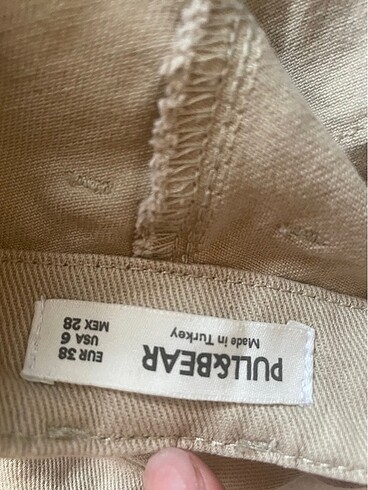 PULL&BEAR
Made in Turkey
EUR 38
USA 6
MEX 28